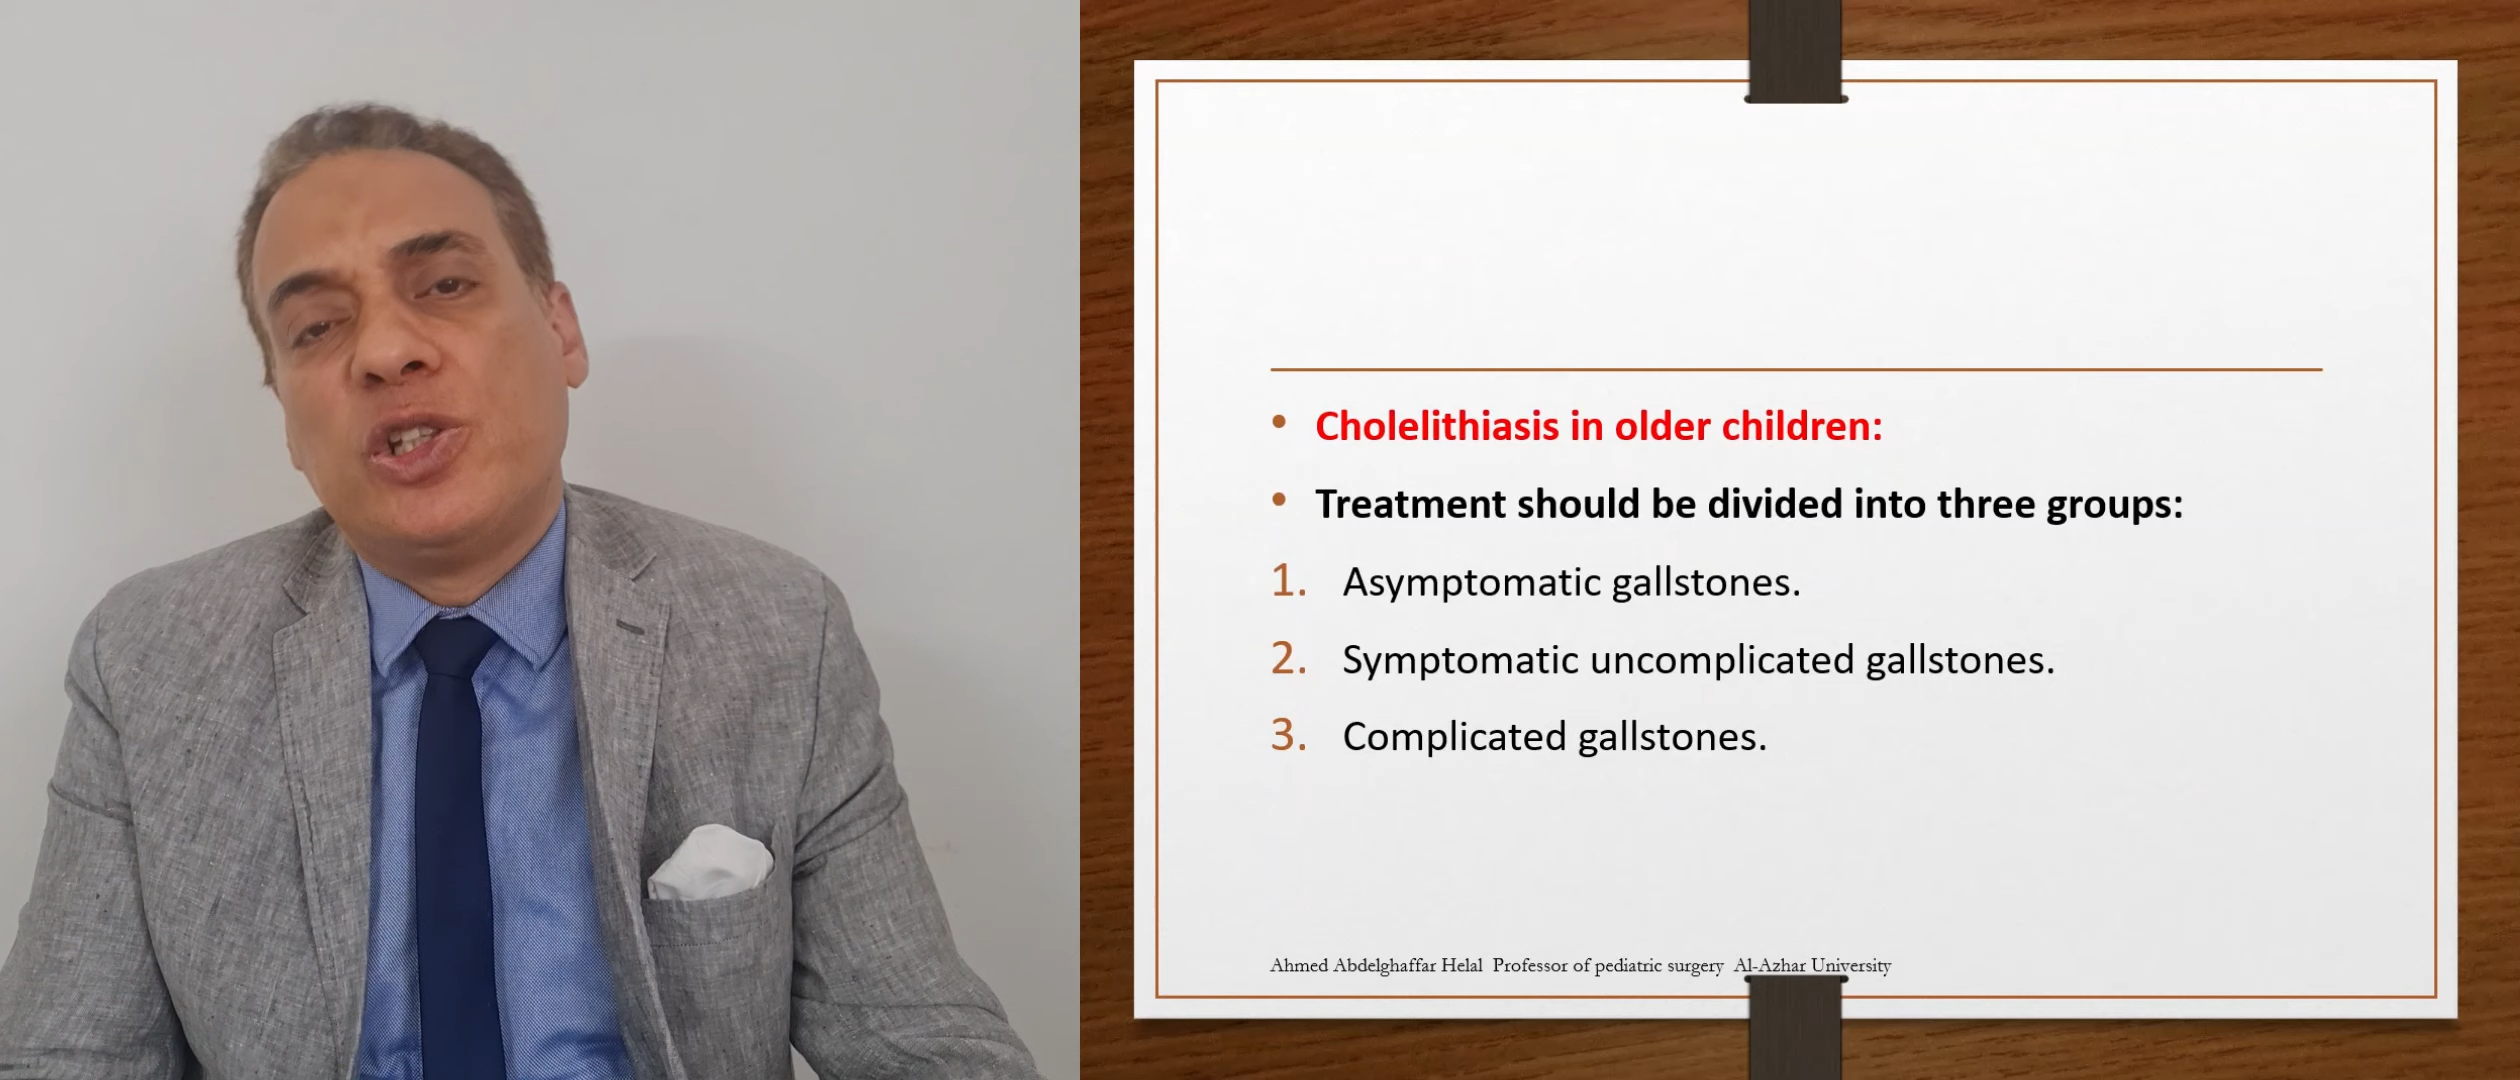 • Cholelithiasis in older children:
• Treatment should be divided into three groups:
1. Asymptomatic gallstones.
2. Symptomatic uncomplicated gallstones.
3. Complicated gallstones.
Ahmed Abdelghaffar Helal Professor of pediatric surgery Al-Azhar University